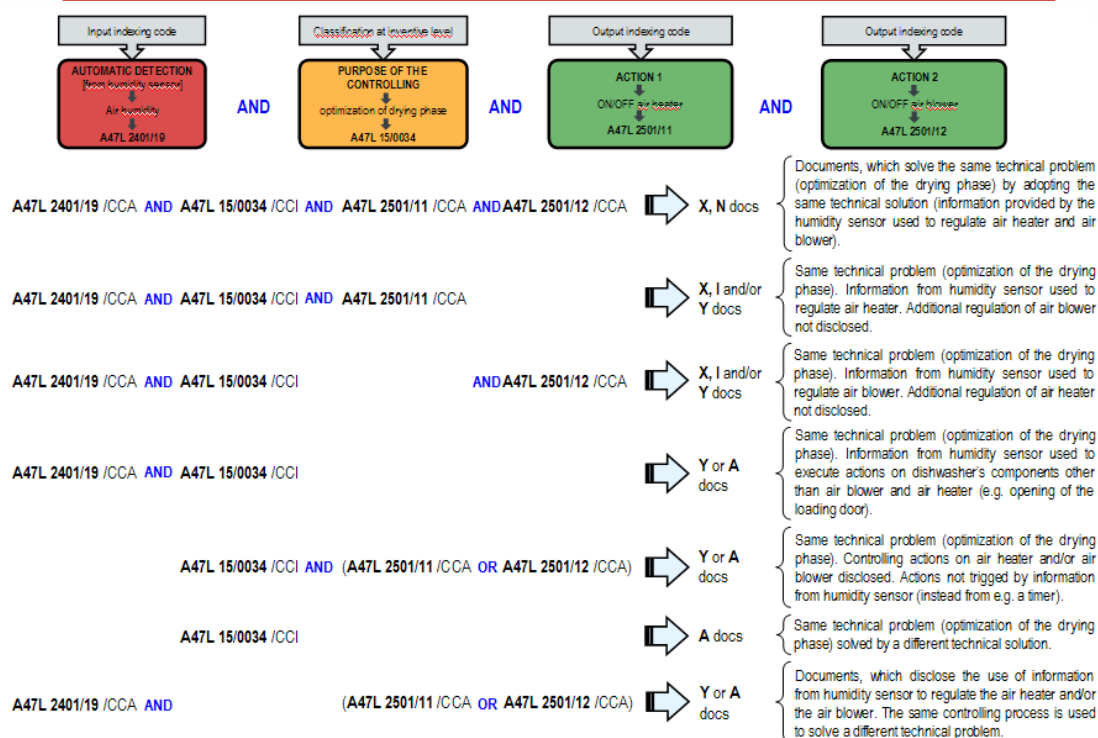 Input indexing code
Classification at inventive level
Output indexing code
Output indexing code
AUTOMATIC DETECTION
[from humidity sensor]
Air humidity
A47L 2401/19
AND
PURPOSE OF THE
CONTROLLING
optimization of drying phase
A47L 15/0034
AND
ACTION 1
ON/OFF air heater
A47L 2501/11
AND
ACTION 2
ON/OFF air blower
A47L 2501/12
A47L 2401/19 /CCA AND A47L 15/0034 /CCI AND A47L 2501/11 /CCA AND A47L 2501/12 /CCA
X, N docs
Documents, which solve the same technical problem
(optimization of the drying phase) by adopting the
same technical solution (information provided by the
humidity sensor used to regulate air heater and air
blower).
A47L 2401/19 /CCA AND A47L 15/0034 /CCI AND A47L 2501/11 /CCA
X, I and/or
Y docs
Same technical problem (optimization of the drying
phase). Information from humidity sensor used to
regulate air heater. Additional regulation of air blower
not disclosed.
A47L 2401/19 /CCA AND A47L 15/0034 /CCI AND A47L 2501/12 /CCA
X, I and/or
Y docs
Same technical problem (optimization of the drying
phase). Information from humidity sensor used to
regulate air blower. Additional regulation of air heater
not disclosed.
A47L 2401/19 /CCA AND A47L 15/0034 /CCI
Y or A
docs
Same technical problem (optimization of the drying
phase). Information from humidity sensor used to
execute actions on dishwasher's components other
than air blower and air heater (e.g. opening of the
loading door).
A47L 15/0034 /CCI AND (A47L 2501/11 /CCA OR A47L 2501/12 /CCA)
Y or A
docs
Same technical problem (optimization of the drying
phase). Controlling actions on air heater and/or air
blower disclosed. Actions not trigged by information
from humidity sensor (instead from e.g. a timer).
A47L 15/0034 /CCI
A docs
Same technical problem (optimization of the drying
phase) solved by a different technical solution.
A47L 2401/19 /CCA AND (A47L 2501/11 /CCA OR A47L 2501/12 /CCA)
Y or A
docs
Documents, which disclose the use of information
from humidity sensor to regulate the air heater and/or
the air blower. The same controlling process is used
to solve a different technical problem.